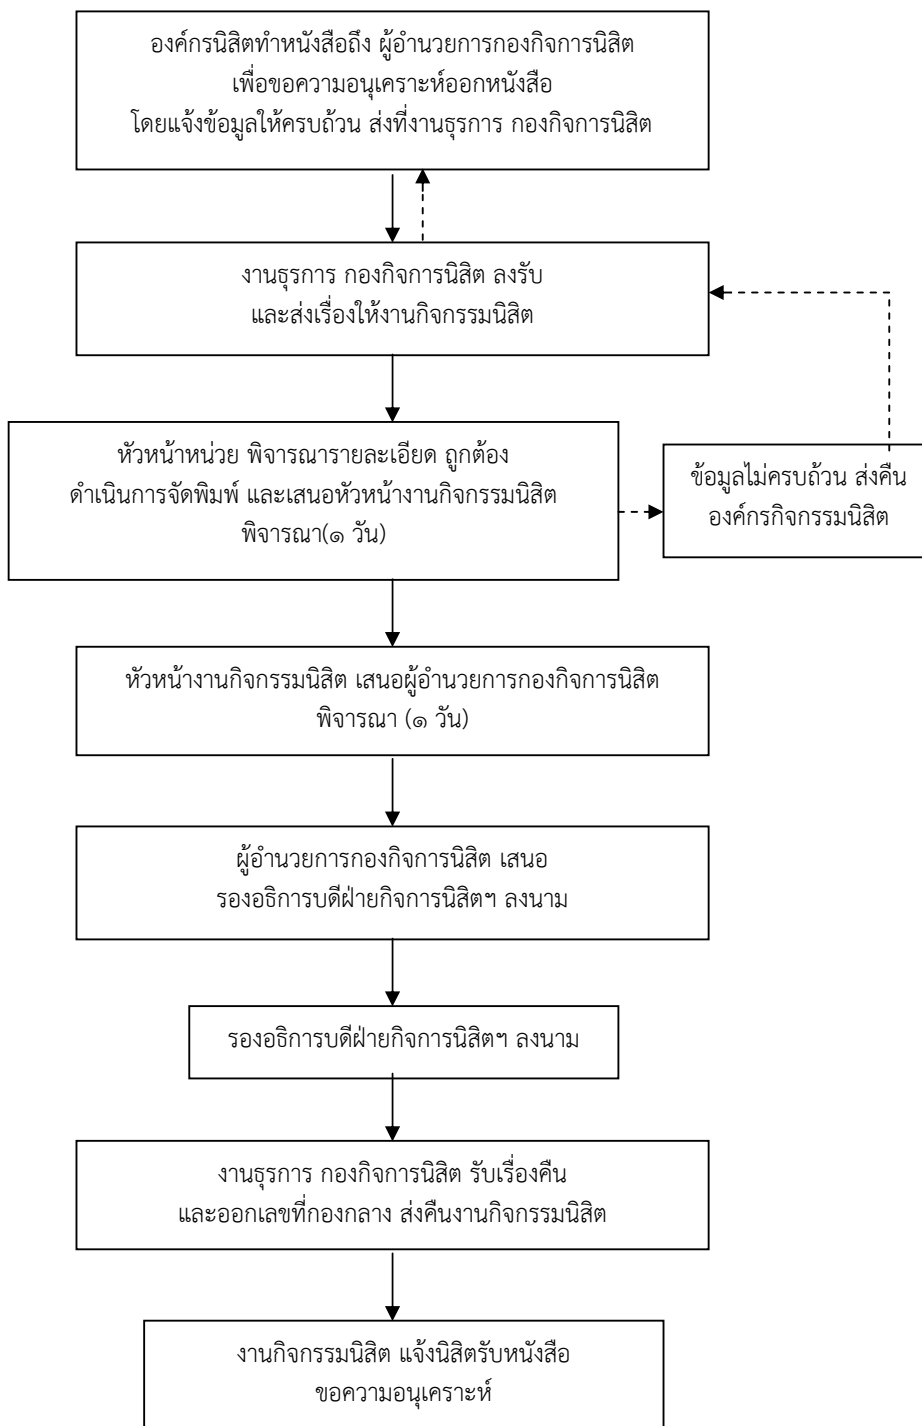 องค์กรนิสิตทำหนังสือถึง ผู้อำนวยการกองกิจการนิสิต
เพื่อขอความอนุเคราะห์ออกหนังสือ
โดยแจ้งข้อมูลให้ครบถ้วน ส่งที่งานธุรการ กองกิจการนิสิต
งานธุรการ กองกิจการนิสิต ลงรับ
และส่งเรื่องให้งานกิจกรรมนิสิต
หัวหน้าหน่วย พิจารณารายละเอียด ถูกต้อง
ดำเนินการจัดพิมพ์ และเสนอหัวหน้างานกิจกรรมนิสิต
พิจารณา(๑ วัน)
ข้อมูลไม่ครบถ้วน ส่งคืน
องค์กรกิจกรรมนิสิต
หัวหน้างานกิจกรรมนิสิต เสนอผู้อำนวยการกองกิจการนิสิต
พิจารณา (๑ วัน)
ผู้อำนวยการกองกิจการนิสิต เสนอ
รองอธิการบดีฝ่ายกิจการนิสิตฯ ลงนาม
รองอธิการบดีฝ่ายกิจการนิสิตฯ ลงนาม
งานธุรการ กองกิจการนิสิต รับเรื่องคืน
และออกเลขที่กองกลาง ส่งคืนงานกิจกรรมนิสิต
งานกิจกรรมนิสิต แจ้งนิสิตรับหนังสือ
ขอความอนุเคราะห์